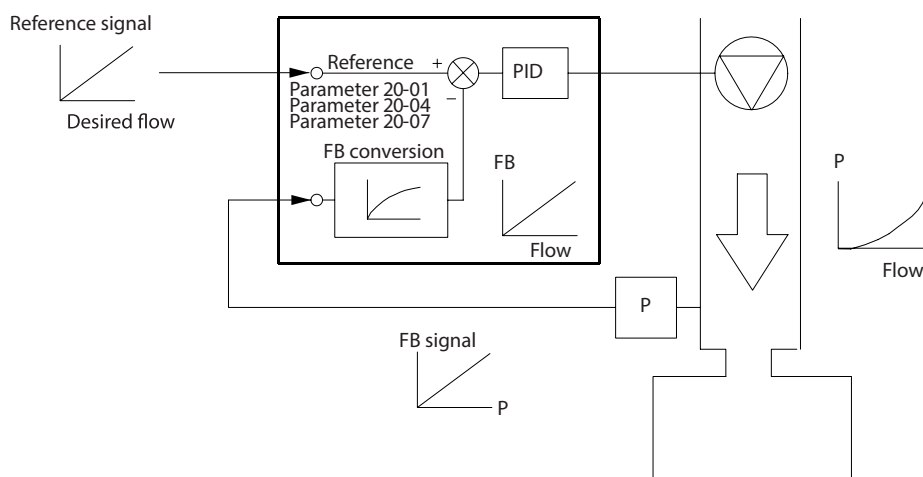 Reference signal
Desired flow
Reference
+
PID
Parameter 20-01
–
Parameter 20-04
Parameter 20-07
FB conversion
FB
Flow
P
Flow
P
FB signal
P